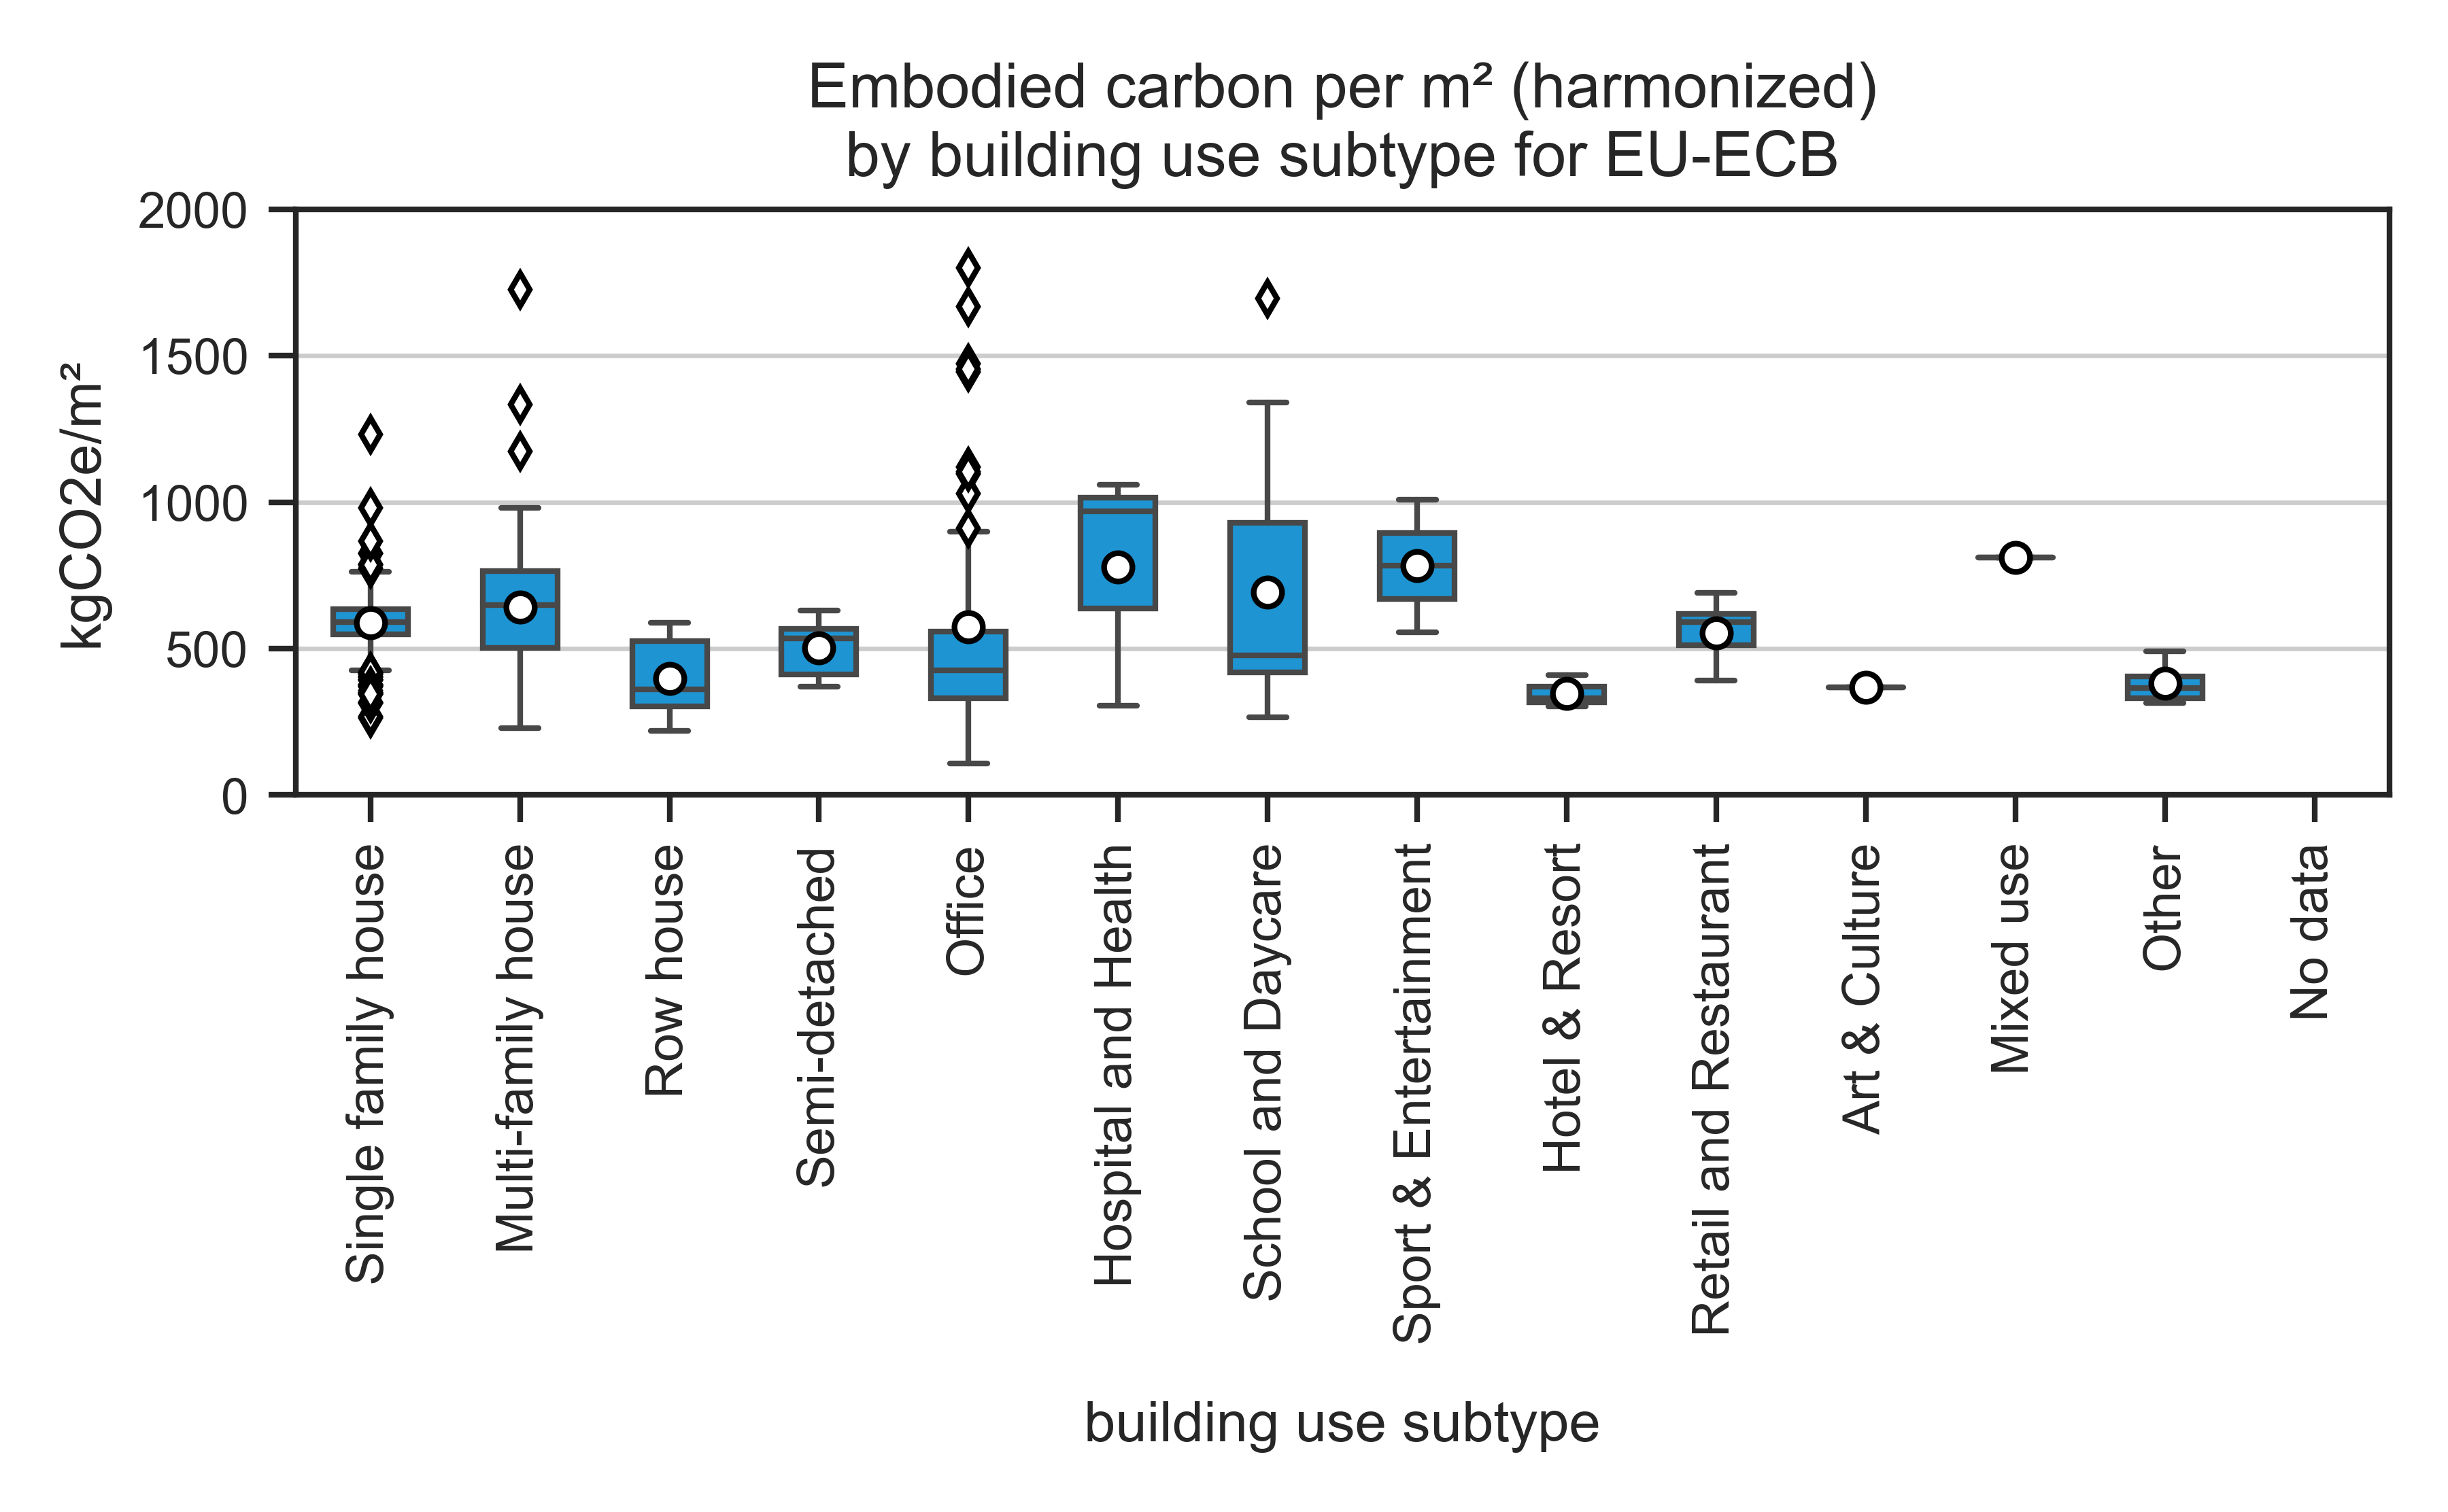 Embodied carbon per m² (harmonized)
by building use subtype for EU-ECB
kgCO2e/m²
2000
1500
1000
500
0
Single family house
Multi-family house
Row house
Semi-detached
Office
Hospital and Health
School and Daycare
Sport & Entertainment
Hotel & Resort
Retail and Restaurant
Art & Culture
Mixed use
Other
No data
building use subtype